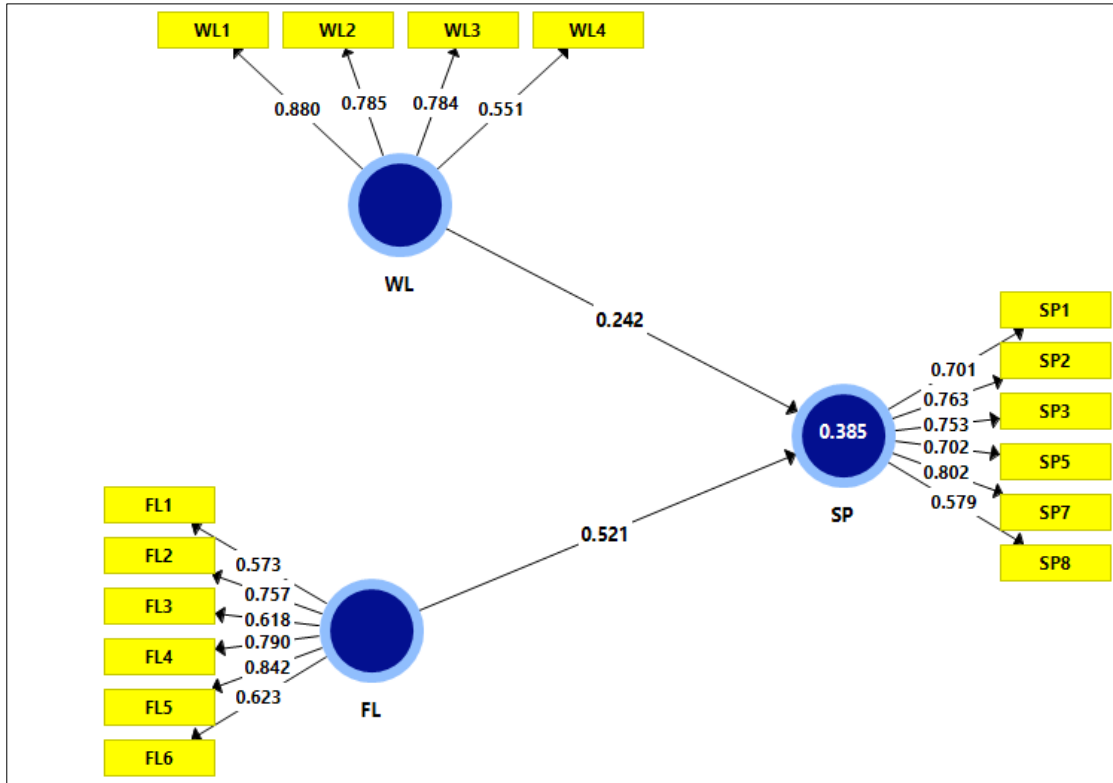 WL1 WL2 WL3 WL4
0.880 0.785 0.784 0.551
WL
0.242
SP1
SP2
SP3
SP5
SP7
SP8
0.701
0.763
0.753
0.702
0.802
0.579
0.385
SP
0.521
FL1
FL2
FL3
FL4
FL5
FL6
0.573
0.757
0.618
0.790
0.842
0.623
FL